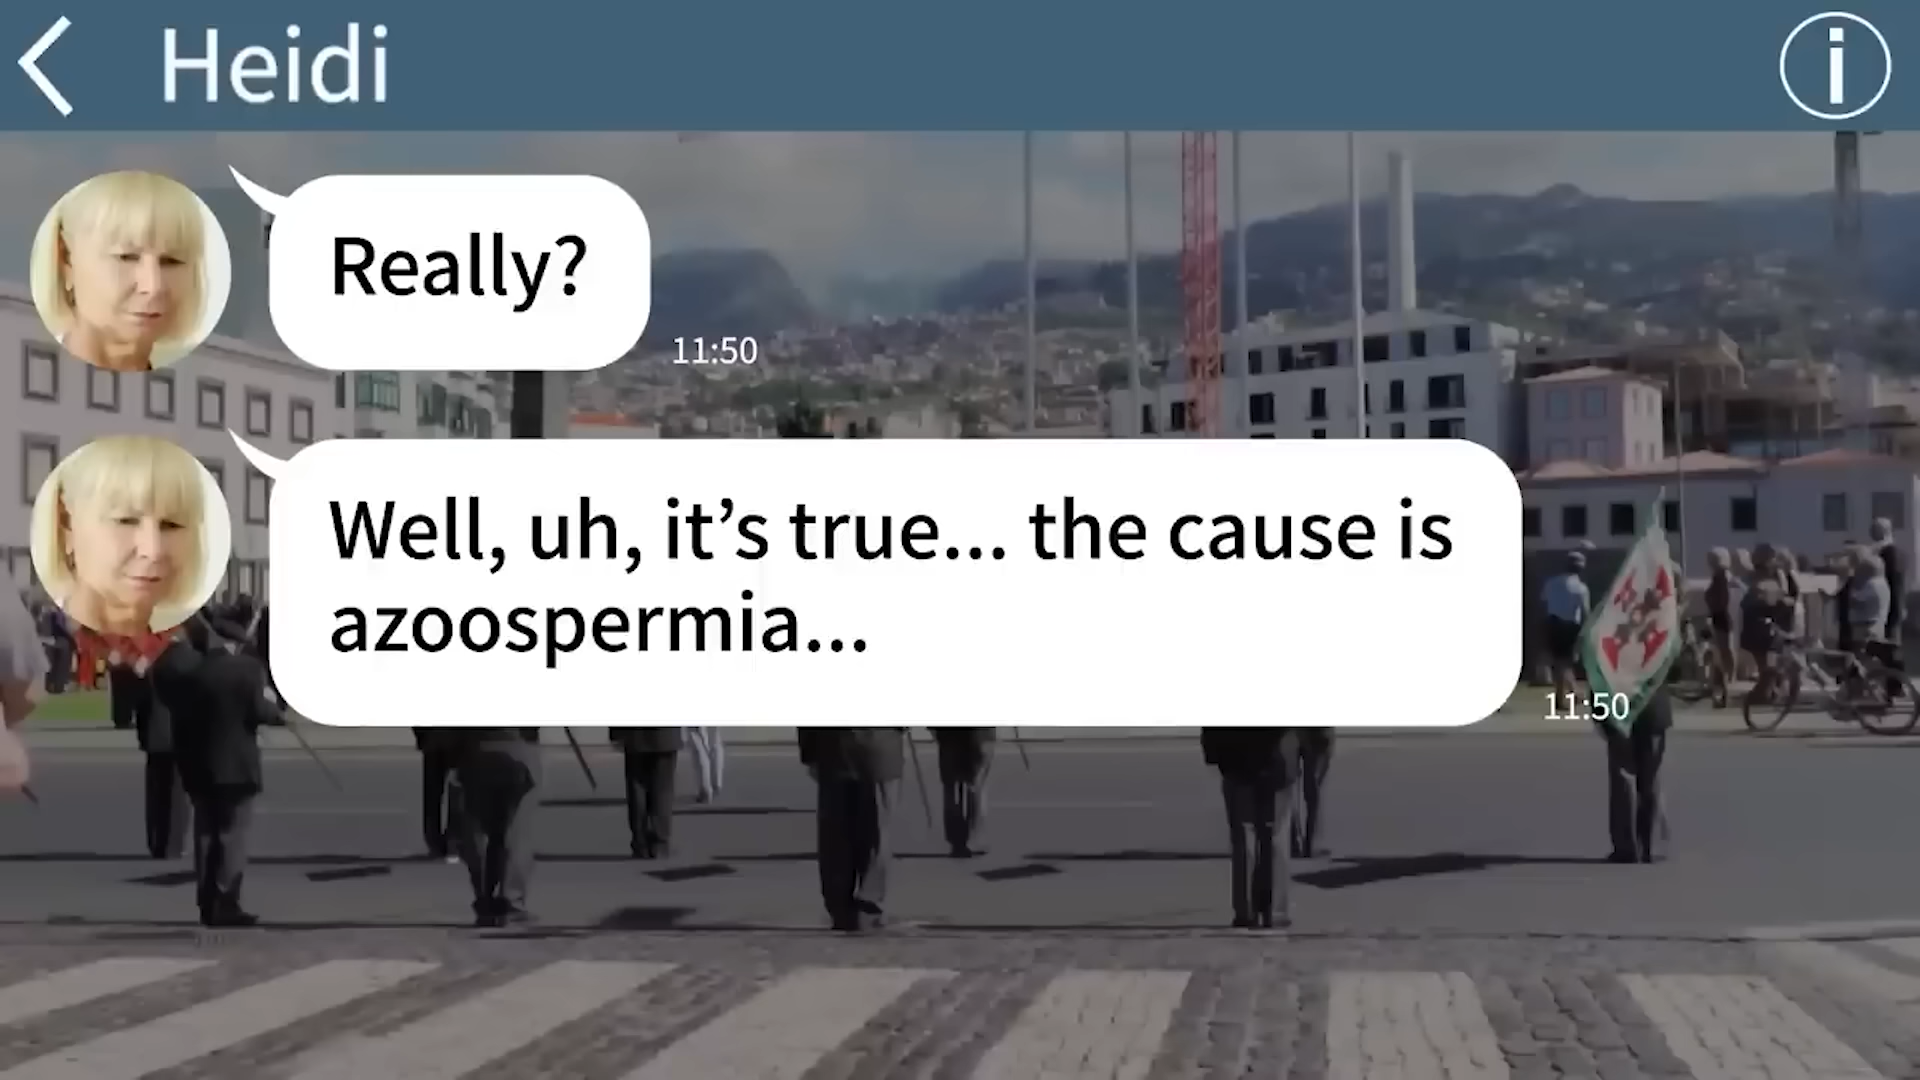 Heidi
Really?
11:50
Well, uh, it’s true... the cause is
azoospermia...
11:50